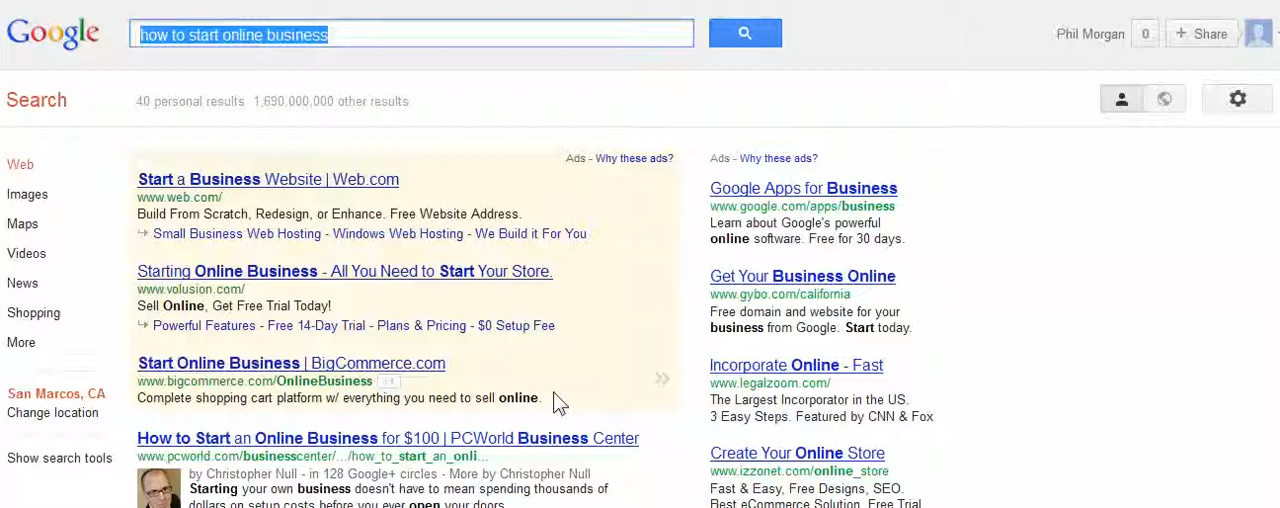 Google
how to start online business
Phil Morgan 0 + Share
Search
40 personal results 1,690,000,000 other results
Web
Images
Maps
Videos
News
Shopping
More
San Marcos, CA
Change location
Show search tools
Ads - Why these ads?
Start a Business Website | Web.com
www.web.com/
Build From Scratch, Redesign, or Enhance. Free Website Address.
Small Business Web Hosting - Windows Web Hosting - We Build it For You
Starting Online Business - All You Need to Start Your Store.
www.volusion.com/
Sell Online, Get Free Trial Today!
Powerful Features - Free 14-Day Trial - Plans & Pricing - $0 Setup Fee
Start Online Business | BigCommerce.com
www.bigcommerce.com/OnlineBusiness
Complete shopping cart platform w/ everything you need to sell online.
How to Start an Online Business for $100 | PCWorld Business Center
www.pcworld.com/businesscenter/.../how_to_start_an_onli...
by Christopher Null - in 128 Google+ circles - More by Christopher Null
Starting your own business doesn't have to mean spending thousands of
dollars on setup costs before you ever open your doors.
Ads - Why these ads?
Google Apps for Business
www.google.com/apps/business
Learn about Google's powerful
online software. Free for 30 days.
Get Your Business Online
www.gybo.com/california
Free domain and website for your
business from Google. Start today.
Incorporate Online - Fast
www.legalzoom.com/
The Largest Incorporator in the US.
3 Easy Steps. Featured by CNN & Fox
Create Your Online Store
www.izzonet.com/online_store
Fast & Easy, Free Designs, SEO.
Best eCommerce Solution. Free Trial